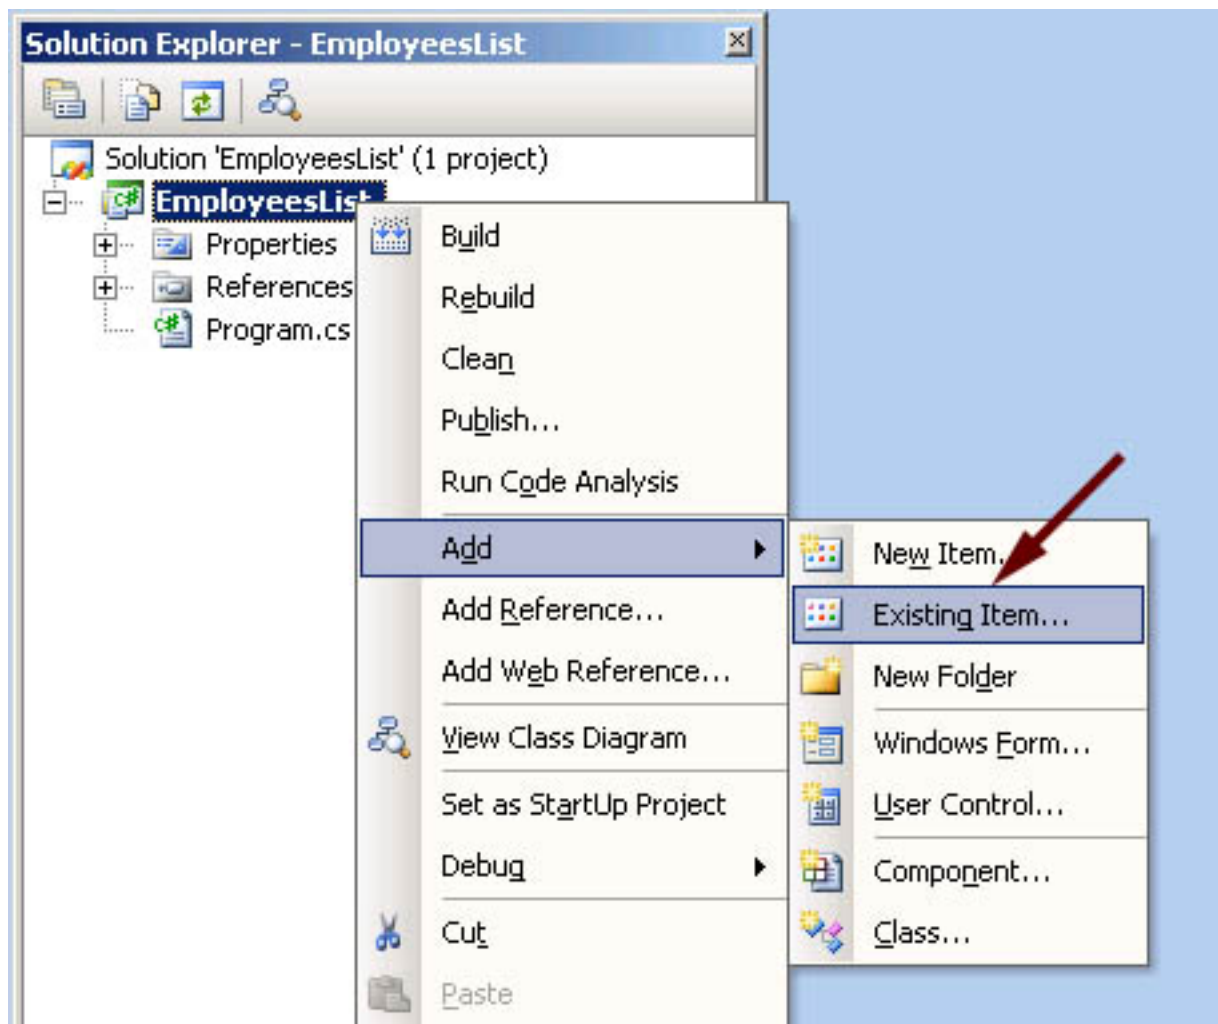 Solution Explorer - EmployeesList
Solution 'EmployeesList' (1 project)
EmployeesList
Properties
References
Program.cs
Build
Rebuild
Clean
Publish...
Run Code Analysis
Add
Add Reference...
Add Web Reference...
View Class Diagram
Set as StartUp Project
Debug
Cut
Paste
New Item...
Existing Item...
New Folder
Windows Form...
User Control...
Component...
Class...